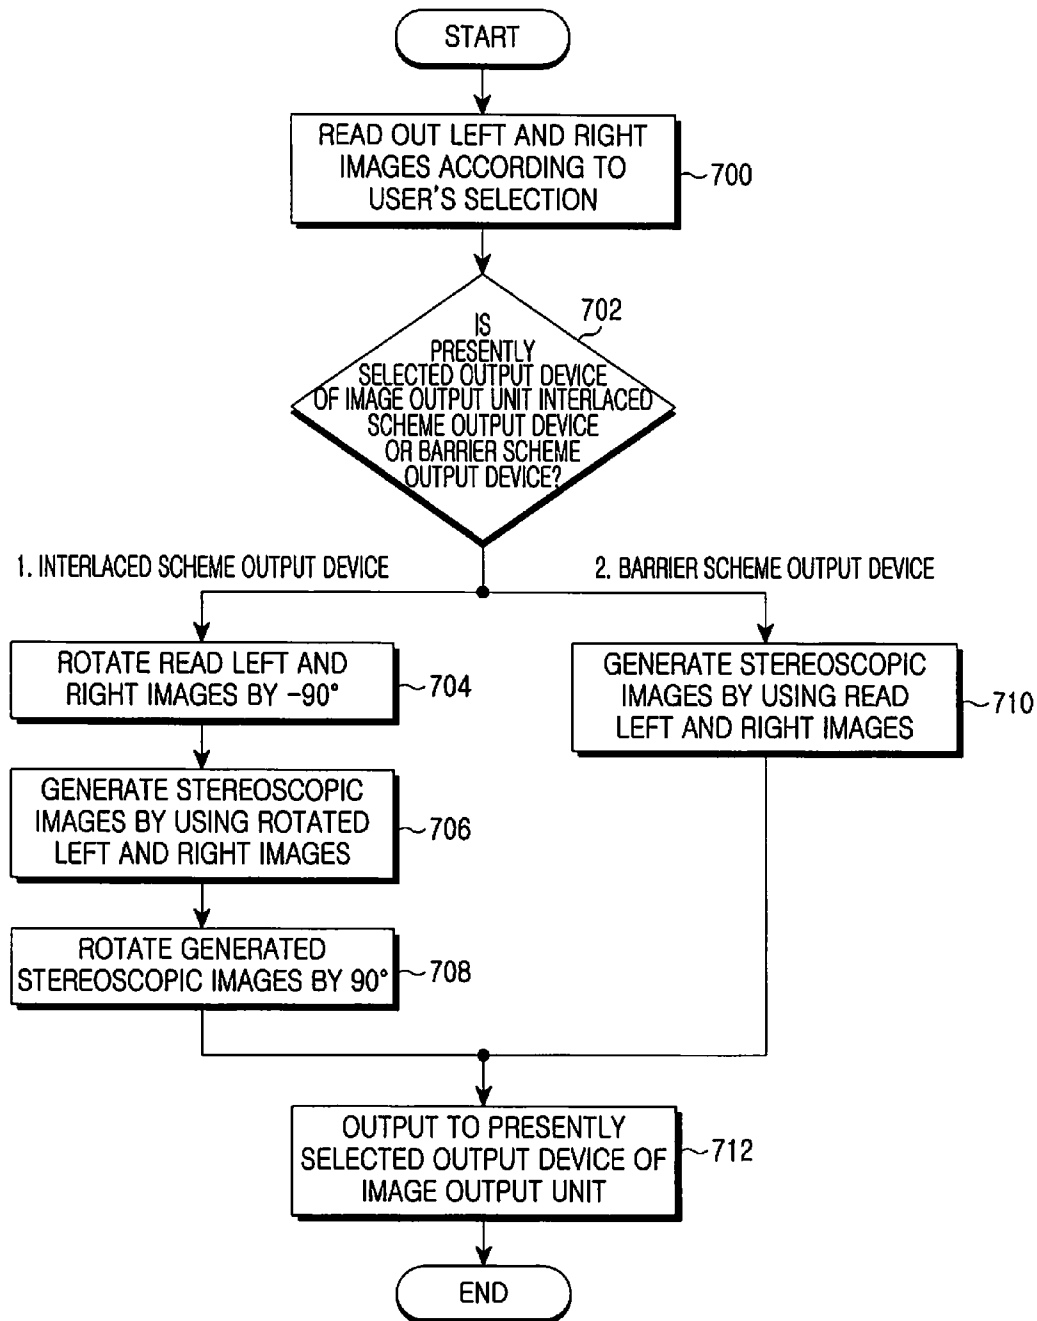 START
READ OUT LEFT AND RIGHT
IMAGES ACCORDING TO
USER'S SELECTION
700
702
IS
PRESENTLY
SELECTED OUTPUT DEVICE
OF IMAGE OUTPUT UNIT INTERLACED
SCHEME OUTPUT DEVICE
OR BARRIER SCHEME
OUTPUT DEVICE?
1. INTERLACED SCHEME OUTPUT DEVICE
2. BARRIER SCHEME OUTPUT DEVICE
ROTATE READ LEFT AND
RIGHT IMAGES BY -90°
704
GENERATE STEREOSCOPIC
IMAGES BY USING READ
LEFT AND RIGHT IMAGES
710
GENERATE STEREOSCOPIC
IMAGES BY USING ROTATED
LEFT AND RIGHT IMAGES
706
ROTATE GENERATED
STEREOSCOPIC IMAGES BY 90°
708
OUTPUT TO PRESENTLY
SELECTED OUTPUT DEVICE OF
IMAGE OUTPUT UNIT
712
END